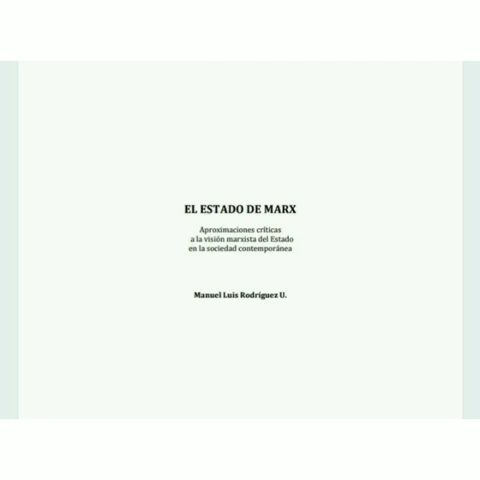 EL ESTADO DE MARX
Aproximaciones críticas
a la visión marxista del Estado
en la sociedad contemporánea
Manuel Luis Rodríguez U.